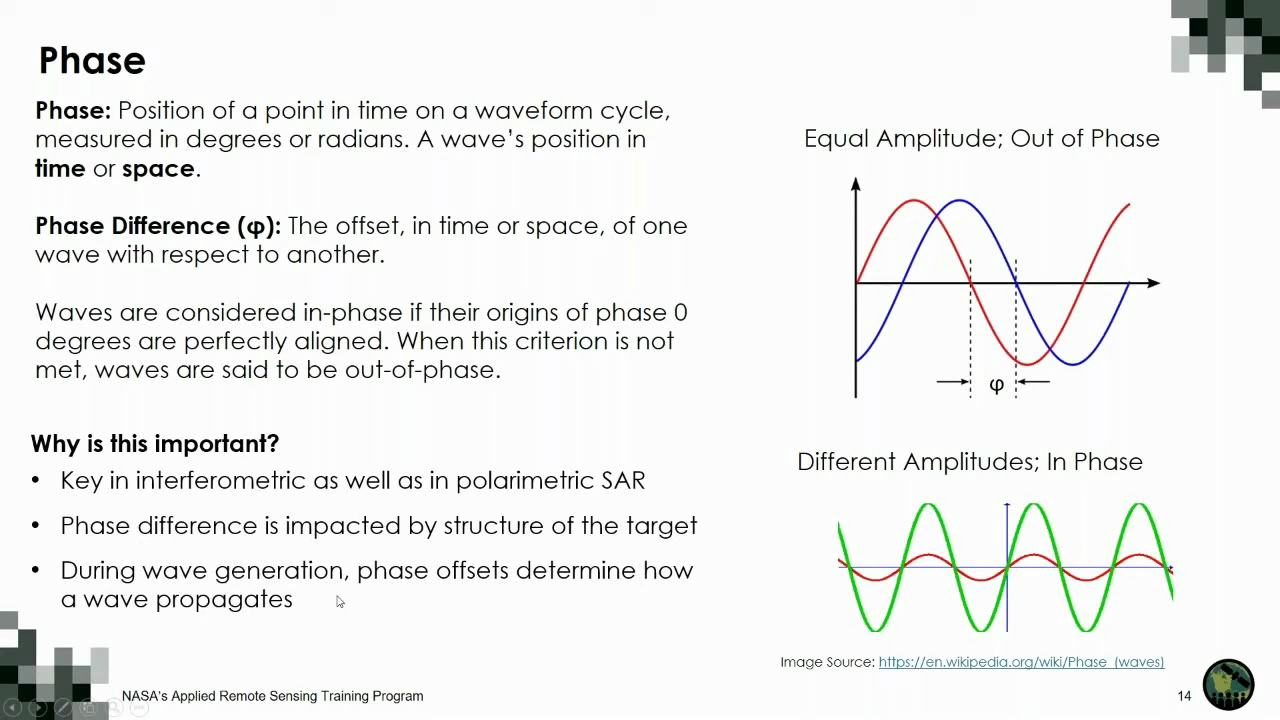 Phase
Phase: Position of a point in time on a waveform cycle,
measured in degrees or radians. A wave’s position in
time or space.
Phase Difference (φ): The offset, in time or space, of one
wave with respect to another.
Waves are considered in-phase if their origins of phase 0
degrees are perfectly aligned. When this criterion is not
met, waves are said to be out-of-phase.
Why is this important?
• Key in interferometric as well as in polarimetric SAR
• Phase difference is impacted by structure of the target
• During wave generation, phase offsets determine how
a wave propagates
Equal Amplitude; Out of Phase
φ
Different Amplitudes; In Phase
Image Source: https://en.wikipedia.org/wiki/Phase_(waves)
NASA's Applied Remote Sensing Training Program
14